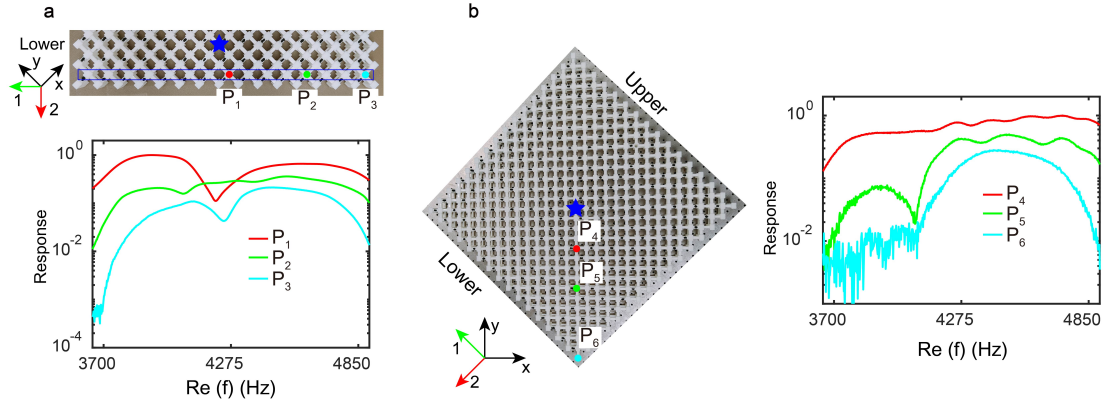 a
Lower
y
x
1
2
P1
P2
P3
10^0
10^-2
10^-4
Response
P1
P2
P3
3700
4275
4850
Re (f) (Hz)
b
Upper
Lower
P4
P5
P6
y
x
1
2
10^0
10^-2
Response
P4
P5
P6
3700
4275
4850
Re (f) (Hz)